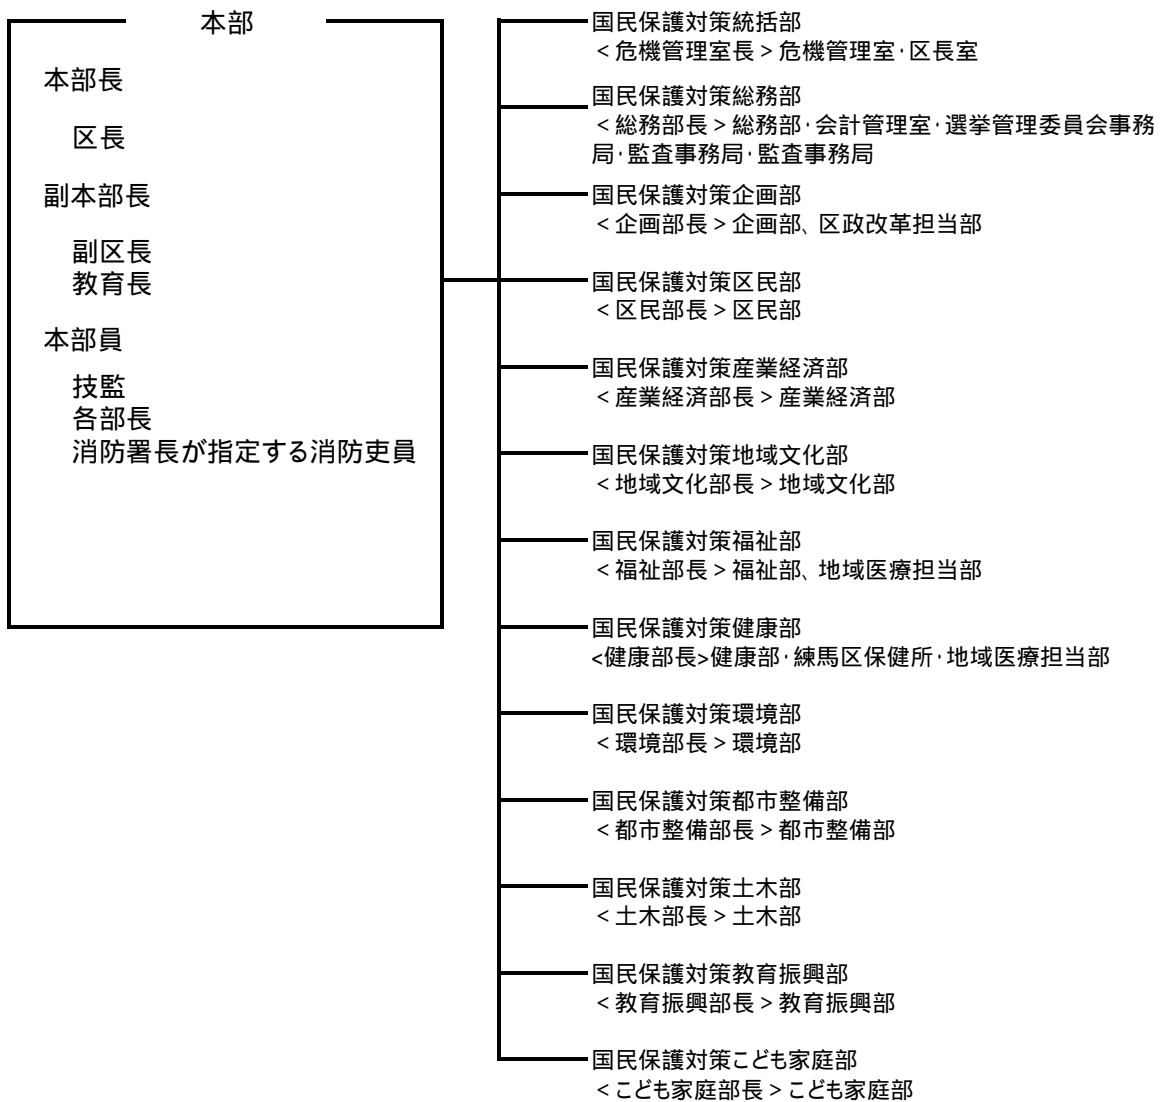 本部
本部長
区長
副本部長
副区長
教育長
本部員
技監
各部長
消防署長が指定する消防吏員
国民保護対策統括部
＜危機管理室長＞危機管理室･区長室
国民保護対策総務部
＜総務部長＞総務部･会計管理室･選挙管理委員会事務
局･監査事務局･監査事務局
国民保護対策企画部
＜企画部長＞企画部、区政改革担当部
国民保護対策区民部
＜区民部長＞区民部
国民保護対策産業経済部
＜産業経済部長＞産業経済部
国民保護対策地域文化部
＜地域文化部長＞地域文化部
国民保護対策福祉部
＜福祉部長＞福祉部、地域医療担当部
国民保護対策健康部
<健康部長>健康部･練馬区保健所･地域医療担当部
国民保護対策環境部
＜環境部長＞環境部
国民保護対策都市整備部
＜都市整備部長＞都市整備部
国民保護対策土木部
＜土木部長＞土木部
国民保護対策教育振興部
＜教育振興部長＞教育振興部
国民保護対策こども家庭部
＜こども家庭部長＞こども家庭部